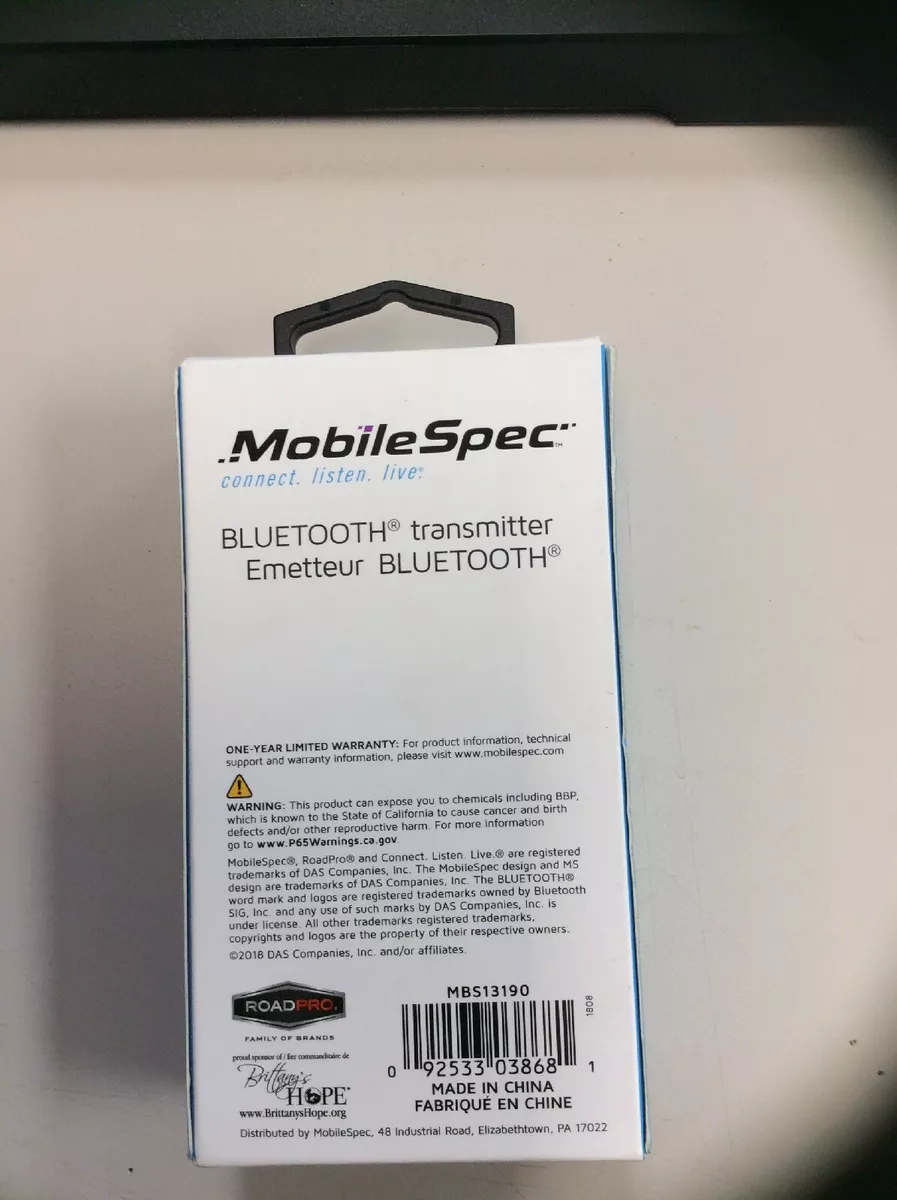 MobileSpec™
connect. listen. live.®
BLUETOOTH® transmitter
Emetteur BLUETOOTH®
ONE-YEAR LIMITED WARRANTY: For product information, technical
support and warranty information, please visit www.mobilespec.com
WARNING: This product can expose you to chemicals including BBP,
which is known to the State of California to cause cancer and birth
defects and/or other reproductive harm. For more information
go to www.P65Warnings.ca.gov.
MobileSpec®, RoadPro® and Connect. Listen. Live.® are registered
trademarks of DAS Companies, Inc. The MobileSpec design and MS
design are trademarks of DAS Companies, Inc. The BLUETOOTH®
word mark and logos are registered trademarks owned by Bluetooth
SIG, Inc. and any use of such marks by DAS Companies, Inc. is
under license. All other trademarks registered trademarks,
copyrights and logos are the property of their respective owners.
©2018 DAS Companies, Inc. and/or affiliates.
ROADPRO®
FAMILY OF BRANDS
proud sponsor of / fier commanditaire de
Brittany's
HOPE™
www.BrittanysHope.org
MBS13190
1808
0 92533 03868 1
MADE IN CHINA
FABRIQUÉ EN CHINE
Distributed by MobileSpec, 48 Industrial Road, Elizabethtown, PA 17022